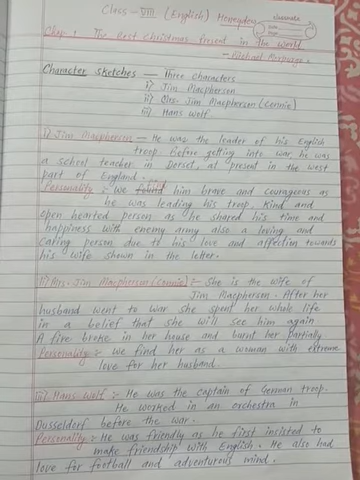 Class - VIII (English) Honeydew
classmate
Chap - 1 The Best Christmas Present in the world
- Michael Morpurgo.
Character Sketches — Three characters
i) Jim Macpherson
ii) Mrs. Jim Macpherson (Connie)
iii) Hans Wolf
i) Jim Macpherson — He was the leader of his English
troop. Before getting into war he was
a school teacher in Dorset, at present in the west
part of England.
Personality :- We found him brave and courageous as
he was leading his troop. Kind and
open hearted person as he shared his time and
happiness with enemy army also a loving and
Caring person due to his love and affection towards
his wife shown in the letter.
ii) Mrs. Jim Macpherson (Connie) :- She is the wife of
Jim Macpherson. After her
husband went to war she spent her whole life
in a belief that she will see him again
A fire broke in her house and burnt her partially.
Personality :- We find her as a woman with extreme
love for her husband.
iii) Hans Wolf :- He was the captain of German troop.
He worked in an orchestra in
Dusseldorf before the war.
Personality :- He was friendly as he first insisted to
make friendship with English. He also had
love for football and adventurous mind.